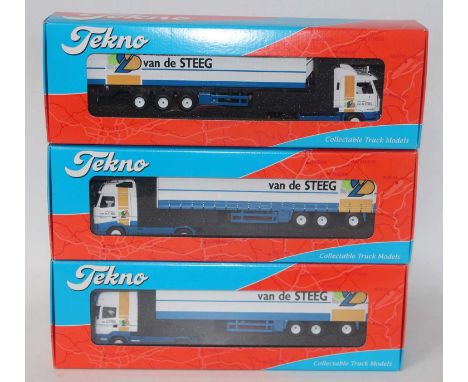 Tekno
van de STEEG
Collectable Truck Models
Tekno
van de STEEG
Collectable Truck Models
Tekno
van de STEEG
Collectable Truck Models